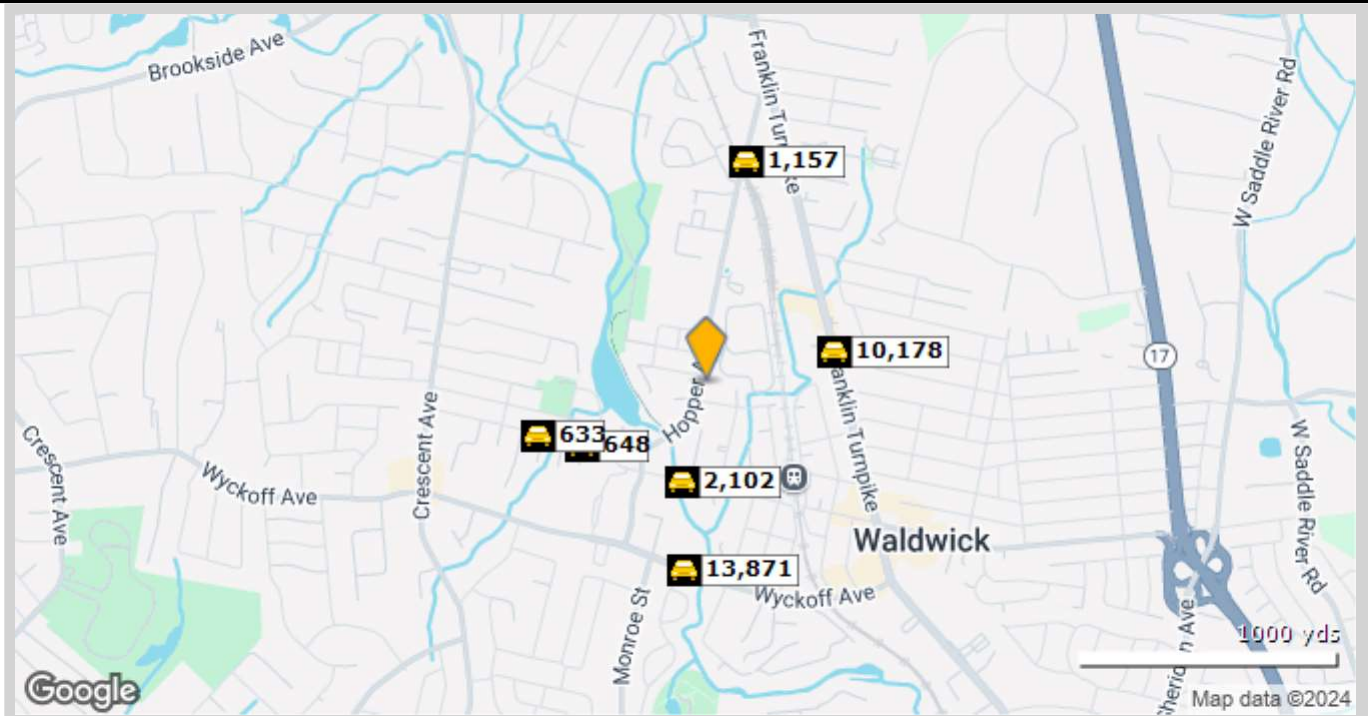 Brookside Ave
Franklin Turnpike
W Saddle River Rd
1,157
10,178
17
Hopper A
Crescent Ave
Crescent Ave
633
648
Wyckoff Ave
2,102
anklin Turnpike
W Saddle River Rd
Waldwick
13,871
Wyckoff Ave
Monroe St
1000 yds
Google
Map data ©2024